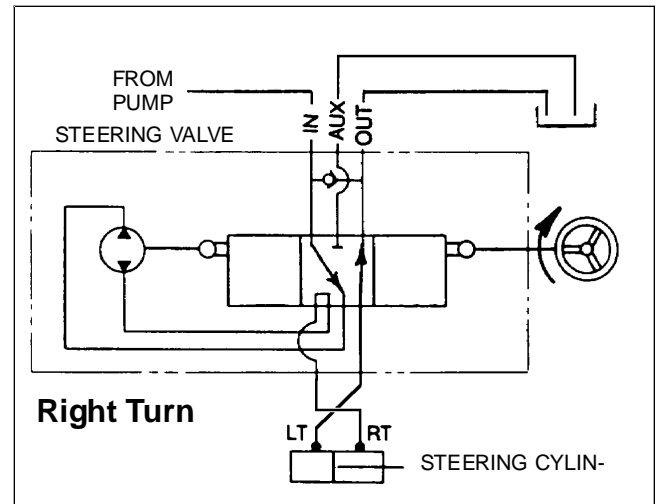 FROM
PUMP
IN
AUX
OUT
STEERING VALVE
Right Turn
LT
RT
STEERING CYLIN-